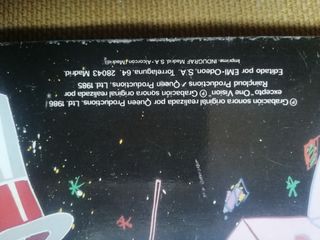 ℗ Grabación sonora original realizada por Queen Productions Ltd. 1986 /
excepto "One Vision" ℗ Grabación sonora original realizada por
Raincloud Productions / Queen Productions, Ltd. 1985
Editado por EMI-Odeon, S.A. Torrelaguna, 64. 28043 Madrid.
Imprime: INDUGRAF Madrid S.A - Alcorcón (Madrid)